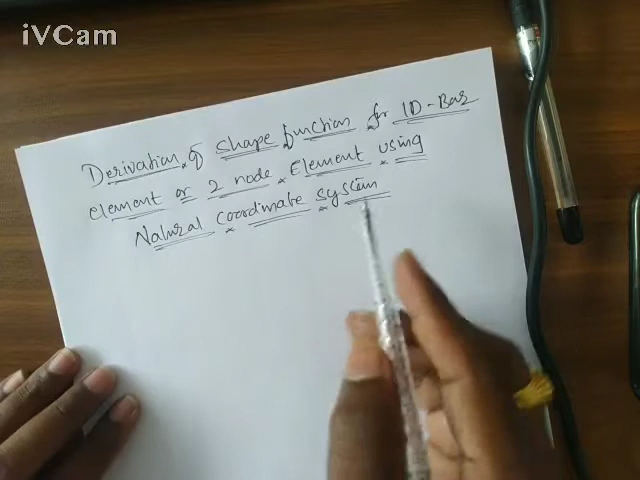 iVCam
Derivation of Shape function for 1D-Bar
element or 2 node Element using
Natural coordinate system